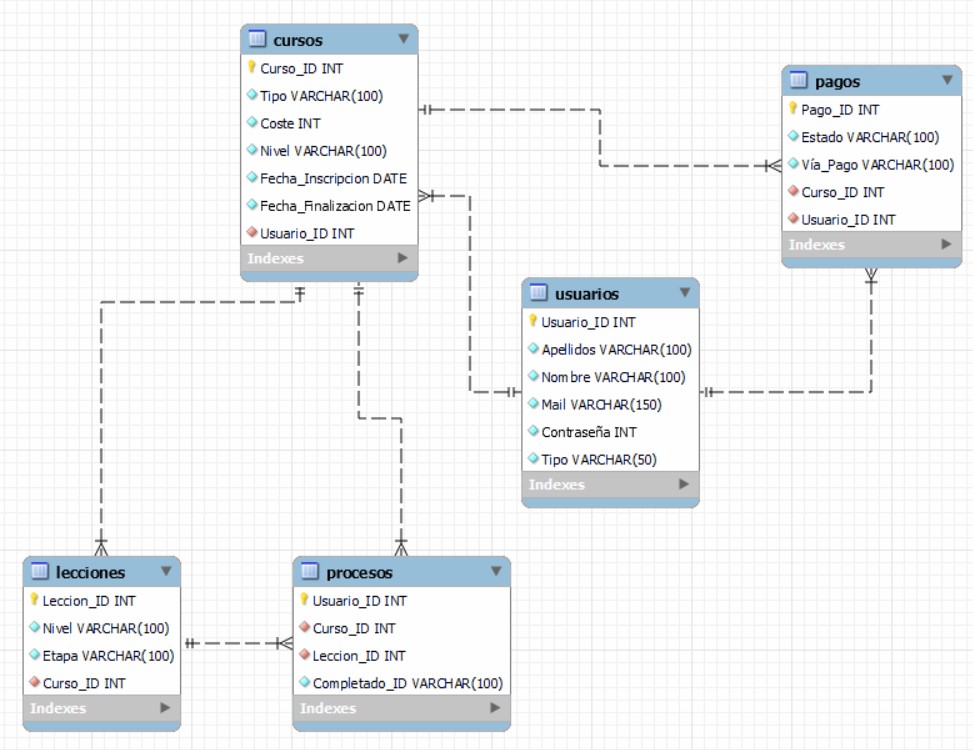 cursos
Curso_ID INT
Tipo VARCHAR(100)
Coste INT
Nivel VARCHAR(100)
Fecha_Inscripcion DATE
Fecha_Finalizacion DATE
Usuario_ID INT
Indexes
pagos
Pago_ID INT
Estado VARCHAR(100)
Vía_Pago VARCHAR(100)
Curso_ID INT
Usuario_ID INT
Indexes
usuarios
Usuario_ID INT
Apellidos VARCHAR(100)
Nombre VARCHAR(100)
Mail VARCHAR(150)
Contraseña INT
Tipo VARCHAR(50)
Indexes
lecciones
Leccion_ID INT
Nivel VARCHAR(100)
Etapa VARCHAR(100)
Curso_ID INT
Indexes
procesos
Usuario_ID INT
Curso_ID INT
Leccion_ID INT
Completado_ID VARCHAR(100)
Indexes